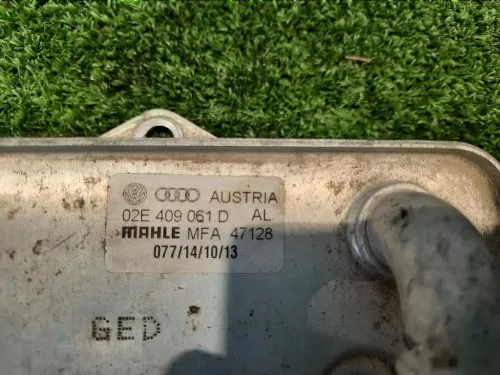 AUSTRIA
02E 409 061 D AL
MAHLE MFA 47128
077/14/10/13
GED